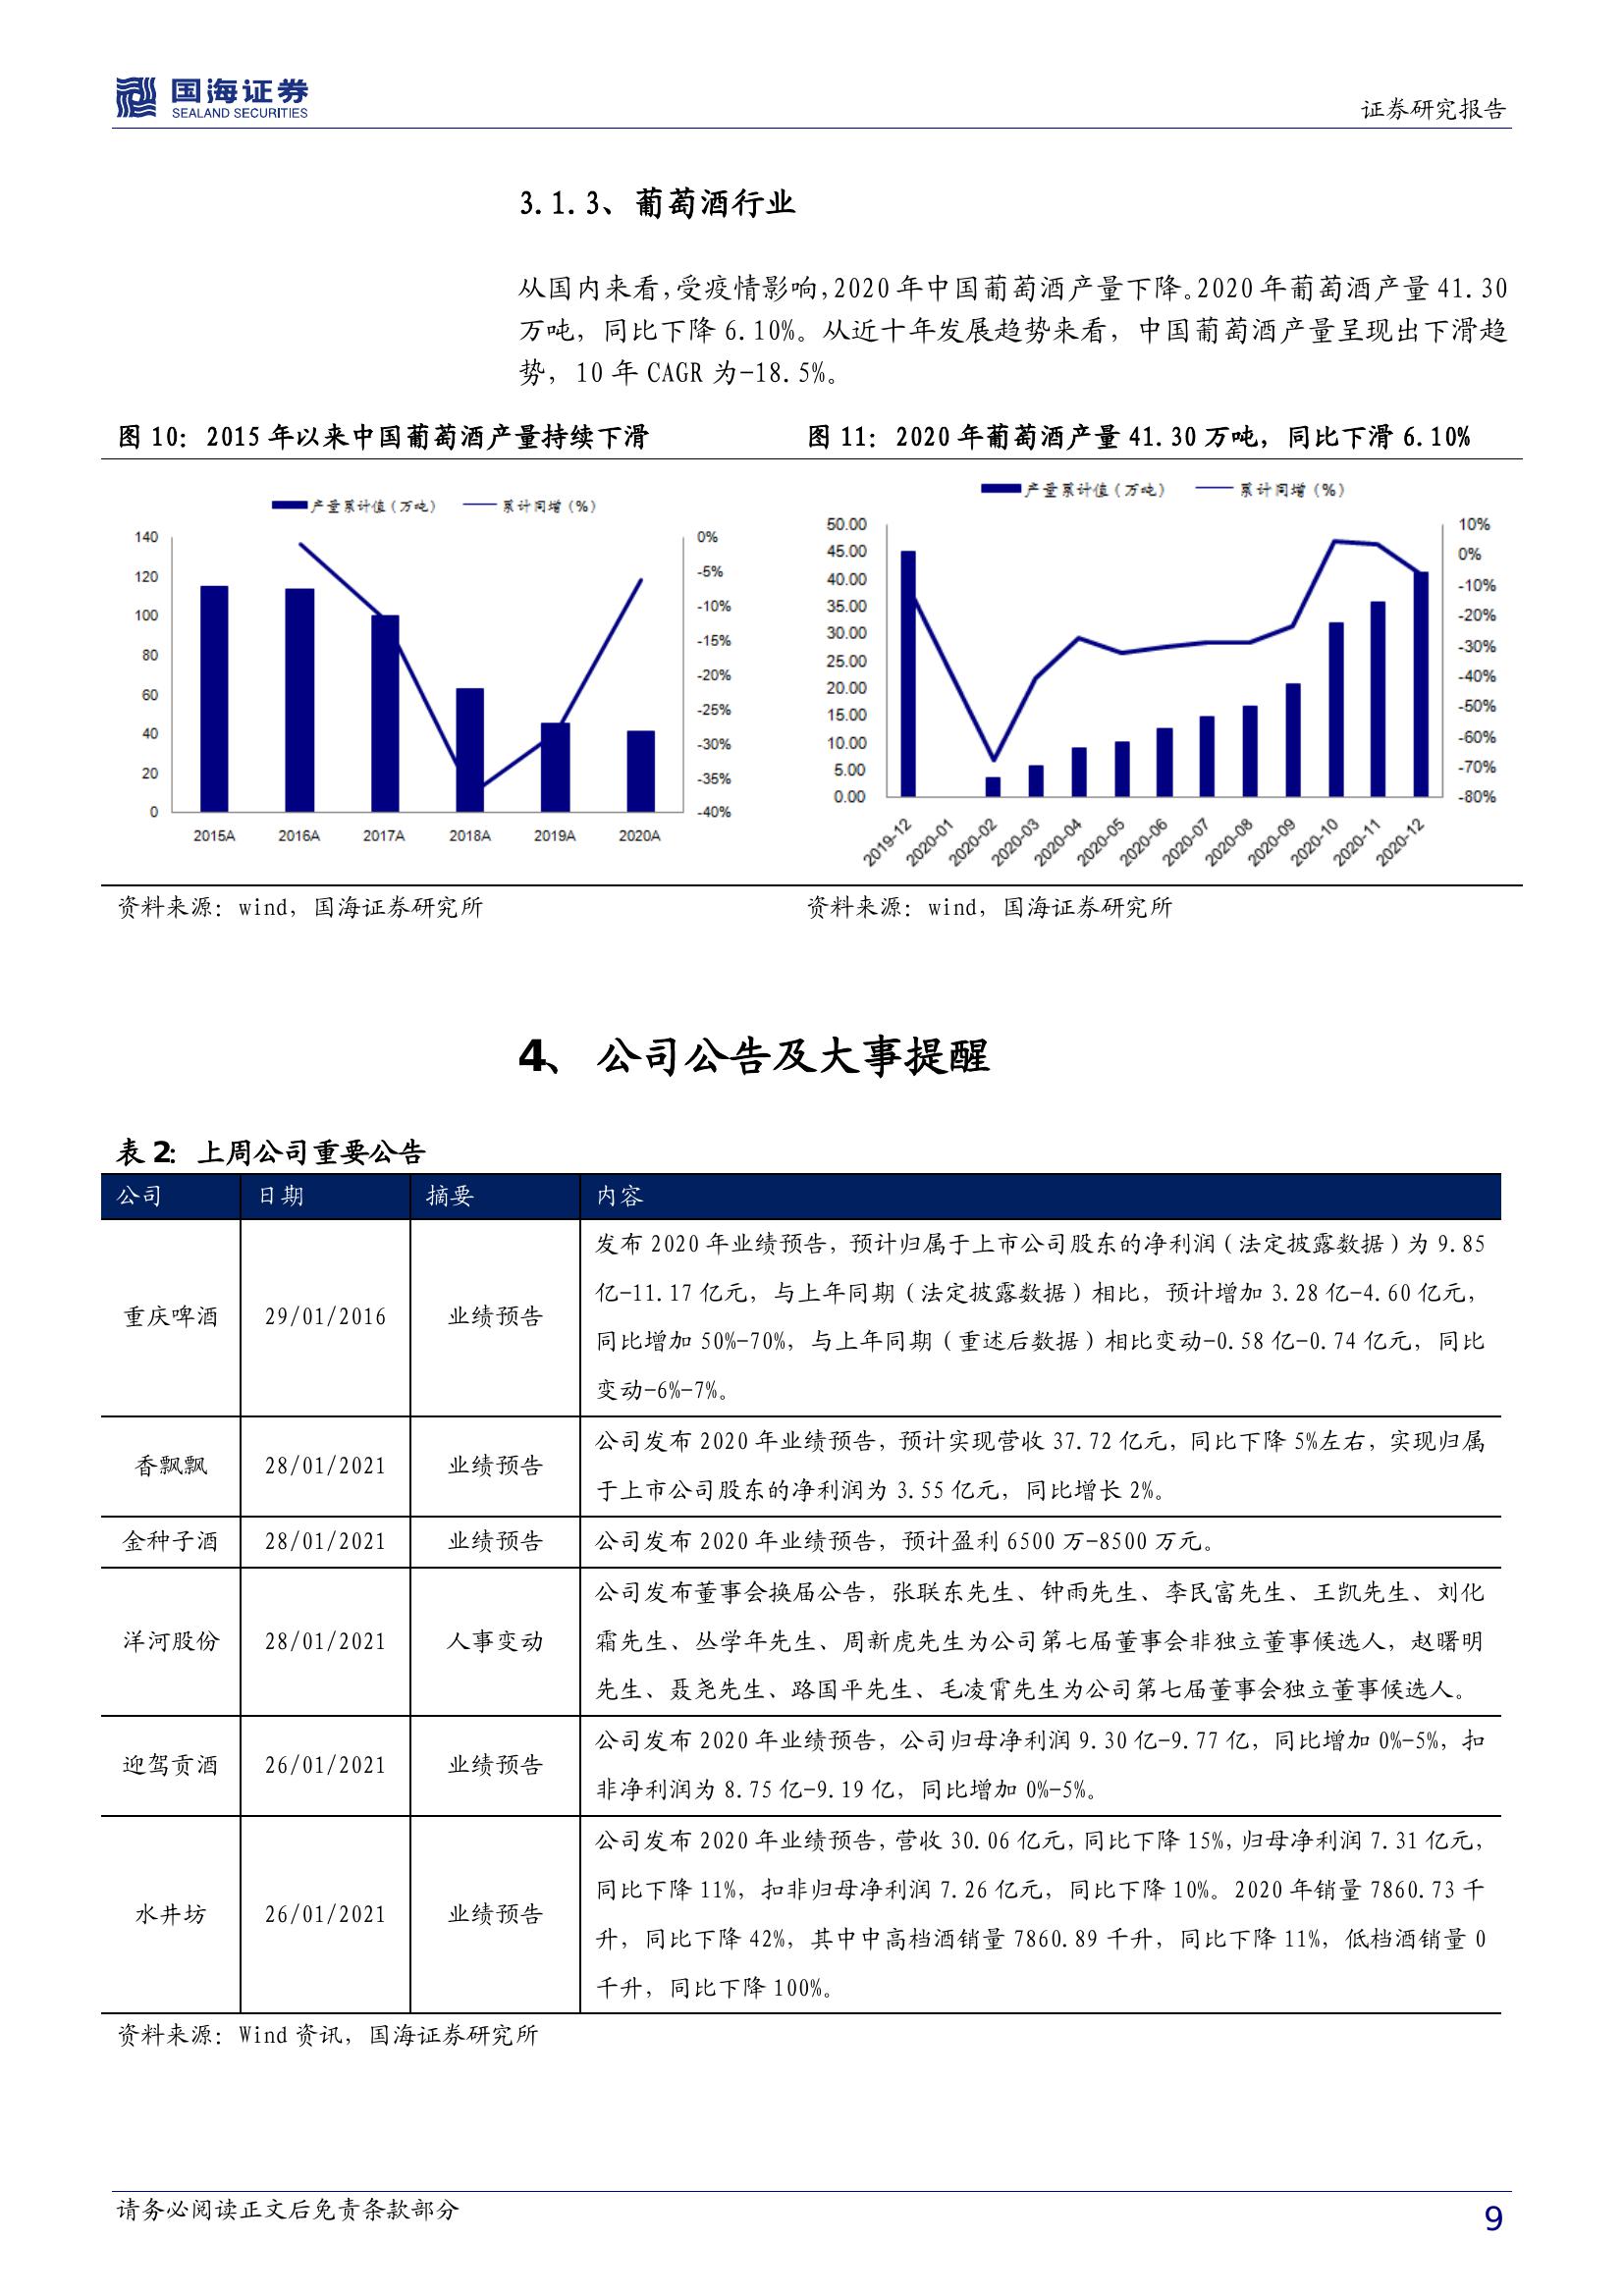 国海证券
SEALAND SECURITIES
证券研究报告
3.1.3、葡萄酒行业
从国内来看,受疫情影响,2020年中国葡萄酒产量下降。2020年葡萄酒产量41.30
万吨，同比下降6.10%。从近十年发展趋势来看，中国葡萄酒产量呈现出下滑趋
势，10年CAGR为-18.5%。
图10：2015年以来中国葡萄酒产量持续下滑
产量累计值（万吨） 累计同增（%）
140
120
100
80
60
40
20
0
0%
-5%
-10%
-15%
-20%
-25%
-30%
-35%
-40%
2015A 2016A 2017A 2018A 2019A 2020A
资料来源：wind，国海证券研究所
图11：2020年葡萄酒产量41.30万吨，同比下滑6.10%
产量累计值（万吨） 累计同增（%）
50.00
45.00
40.00
35.00
30.00
25.00
20.00
15.00
10.00
5.00
0.00
10%
0%
-10%
-20%
-30%
-40%
-50%
-60%
-70%
-80%
2019-12 2020-01 2020-02 2020-03 2020-04 2020-05 2020-06 2020-07 2020-08 2020-09 2020-10 2020-11 2020-12
资料来源：wind，国海证券研究所
4、 公司公告及大事提醒
表2：上周公司重要公告
公司 日期 摘要 内容
重庆啤酒 29/01/2016 业绩预告
发布2020年业绩预告，预计归属于上市公司股东的净利润（法定披露数据）为9.85
亿-11.17亿元，与上年同期（法定披露数据）相比，预计增加3.28亿-4.60亿元，
同比增加50%-70%，与上年同期（重述后数据）相比变动-0.58亿-0.74亿元，同比
变动-6%-7%。
香飘飘 28/01/2021 业绩预告
公司发布2020年业绩预告，预计实现营收37.72亿元，同比下降5%左右，实现归属
于上市公司股东的净利润为3.55亿元，同比增长2%。
金种子酒 28/01/2021 业绩预告 公司发布2020年业绩预告，预计盈利6500万-8500万元。
洋河股份 28/01/2021 人事变动
公司发布董事会换届公告，张联东先生、钟雨先生、李民富先生、王凯先生、刘化
霜先生、丛学年先生、周新虎先生为公司第七届董事会非独立董事候选人，赵曙明
先生、聂尧先生、路国平先生、毛凌霄先生为公司第七届董事会独立董事候选人。
迎驾贡酒 26/01/2021 业绩预告
公司发布2020年业绩预告，公司归母净利润9.30亿-9.77亿，同比增加0%-5%，扣
非净利润为8.75亿-9.19亿，同比增加0%-5%。
水井坊 26/01/2021 业绩预告
公司发布2020年业绩预告,营收30.06亿元,同比下降15%,归母净利润7.31亿元,
同比下降11%，扣非归母净利润7.26亿元，同比下降10%。2020年销量7860.73千
升，同比下降42%，其中中高档酒销量7860.89千升，同比下降11%，低档酒销量0
千升，同比下降100%。
资料来源：Wind资讯，国海证券研究所
请务必阅读正文后免责条款部分
9